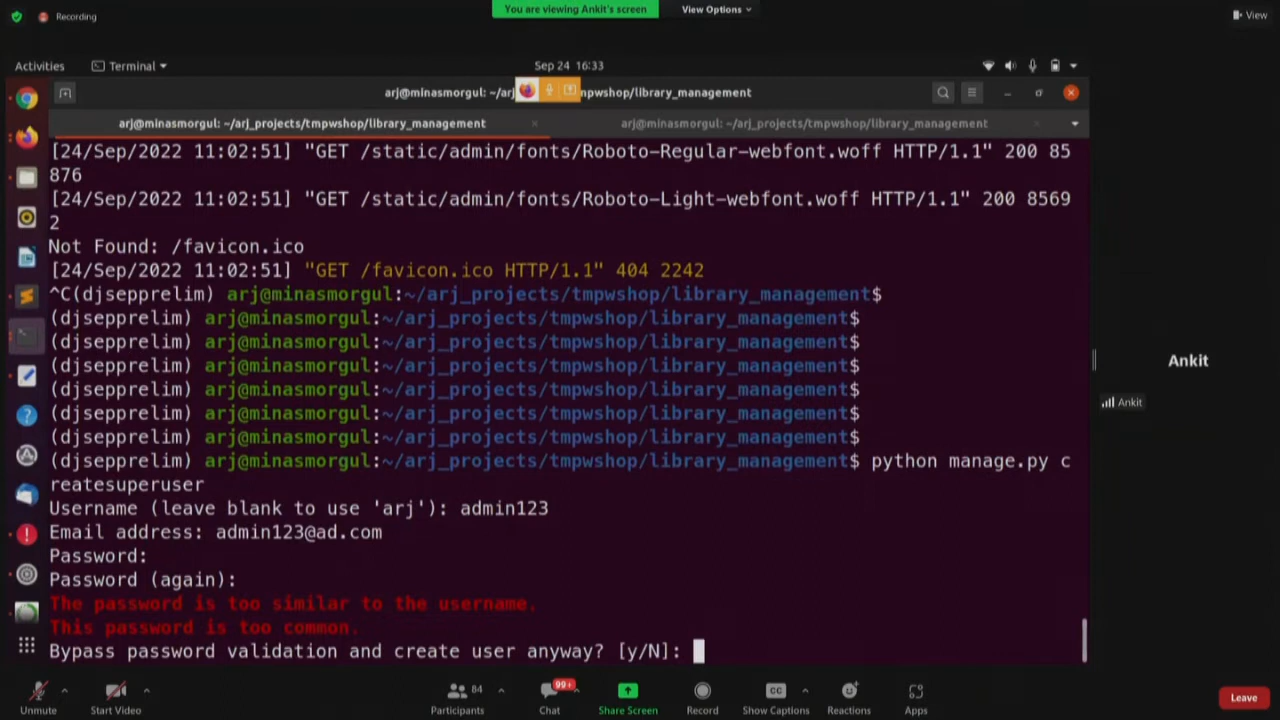 Recording
You are viewing Ankit's screen
View Options
View
Activities
Terminal
Sep 24 16:33
arj@minasmorgul: ~/arj
mpwshop/library_management
arj@minasmorgul: ~/arj_projects/tmpwshop/library_management
arj@minasmorgul: ~/arj_projects/tmpwshop/library_management
[24/Sep/2022 11:02:51] "GET /static/admin/fonts/Roboto-Regular-webfont.woff HTTP/1.1" 200 85
876
[24/Sep/2022 11:02:51] "GET /static/admin/fonts/Roboto-Light-webfont.woff HTTP/1.1" 200 8569
2
Not Found: /favicon.ico
[24/Sep/2022 11:02:51] "GET /favicon.ico HTTP/1.1" 404 2242
^C(djsepprelim) arj@minasmorgul:~/arj_projects/tmpwshop/library_management$
(djsepprelim) arj@minasmorgul:~/arj_projects/tmpwshop/library_management$
(djsepprelim) arj@minasmorgul:~/arj_projects/tmpwshop/library_management$
(djsepprelim) arj@minasmorgul:~/arj_projects/tmpwshop/library_management$
(djsepprelim) arj@minasmorgul:~/arj_projects/tmpwshop/library_management$
(djsepprelim) arj@minasmorgul:~/arj_projects/tmpwshop/library_management$
(djsepprelim) arj@minasmorgul:~/arj_projects/tmpwshop/library_management$
(djsepprelim) arj@minasmorgul:~/arj_projects/tmpwshop/library_management$ python manage.py c
reatesuperuser
Username (leave blank to use 'arj'): admin123
Email address: admin123@ad.com
Password:
Password (again):
The password is too similar to the username.
This password is too common.
Bypass password validation and create user anyway? [y/N]:
Ankit
Ankit
Unmute
Start Video
84
Participants
99+
Chat
Share Screen
Record
CC
Show Captions
Reactions
Apps
Leave